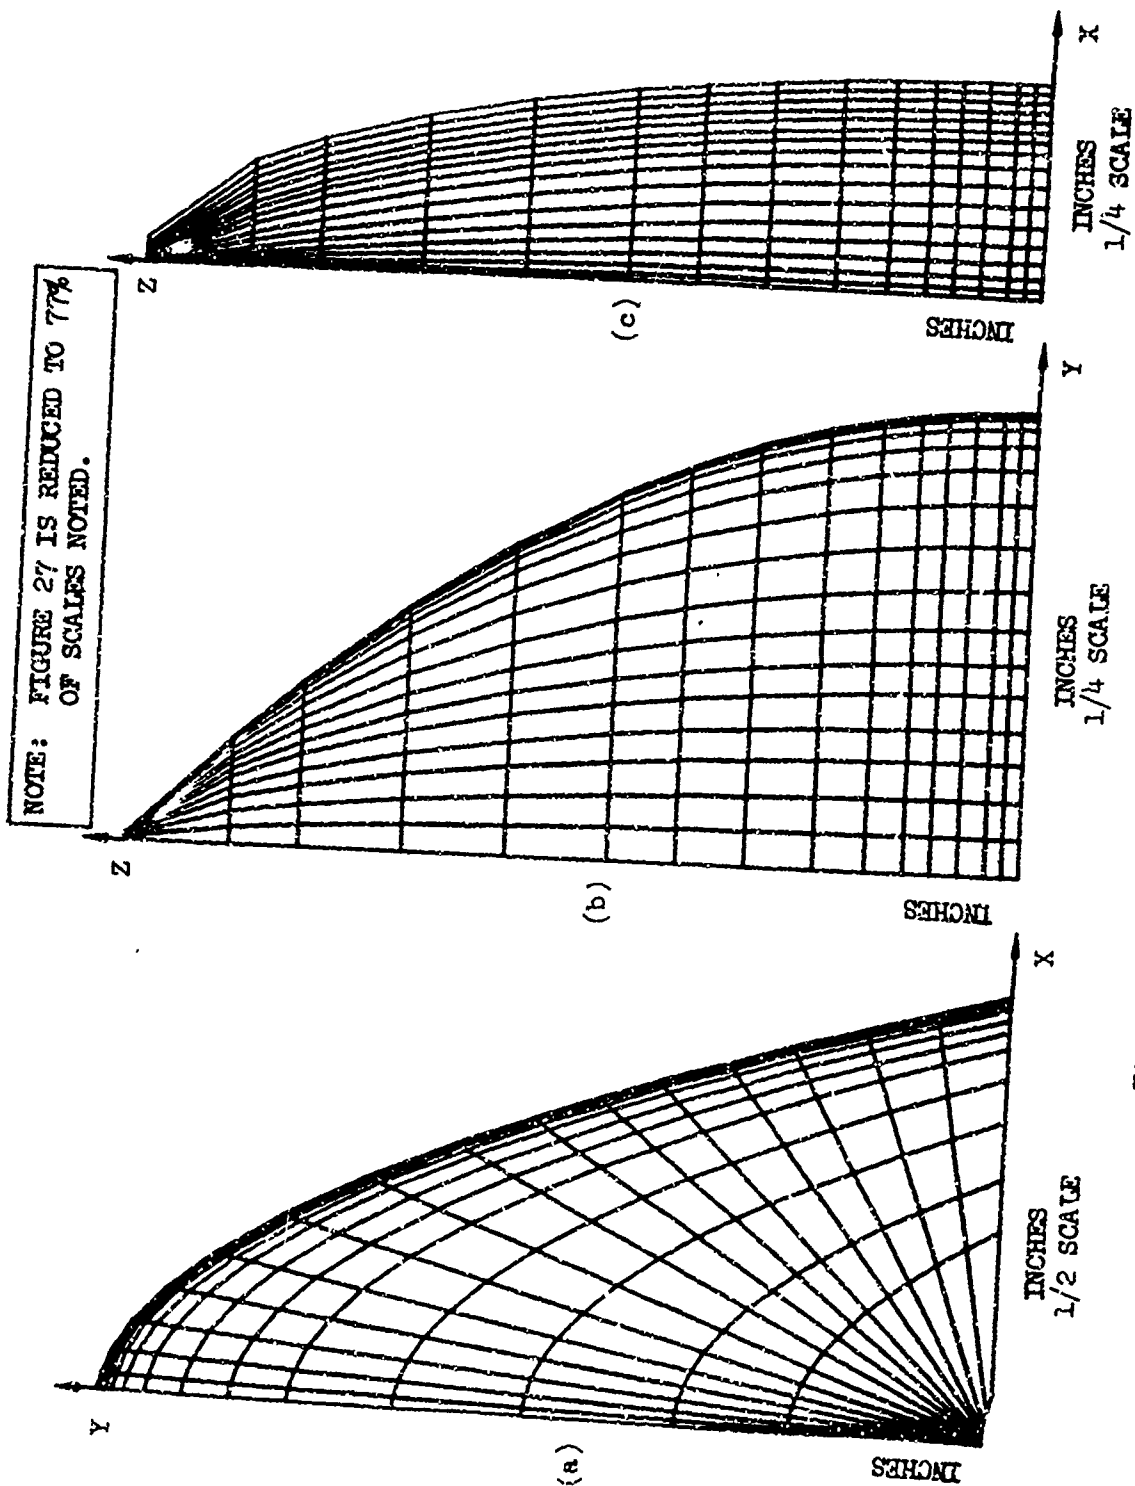 NOTE: FIGURE 27 IS REDUCED TO 77%
OF SCALES NOTED.
Y
(a)
INCHES
X
INCHES
1/2 SCALE
Z
(b)
INCHES
Y
INCHES
1/4 SCALE
Z
(c)
INCHES
X
INCHES
1/4 SCALE